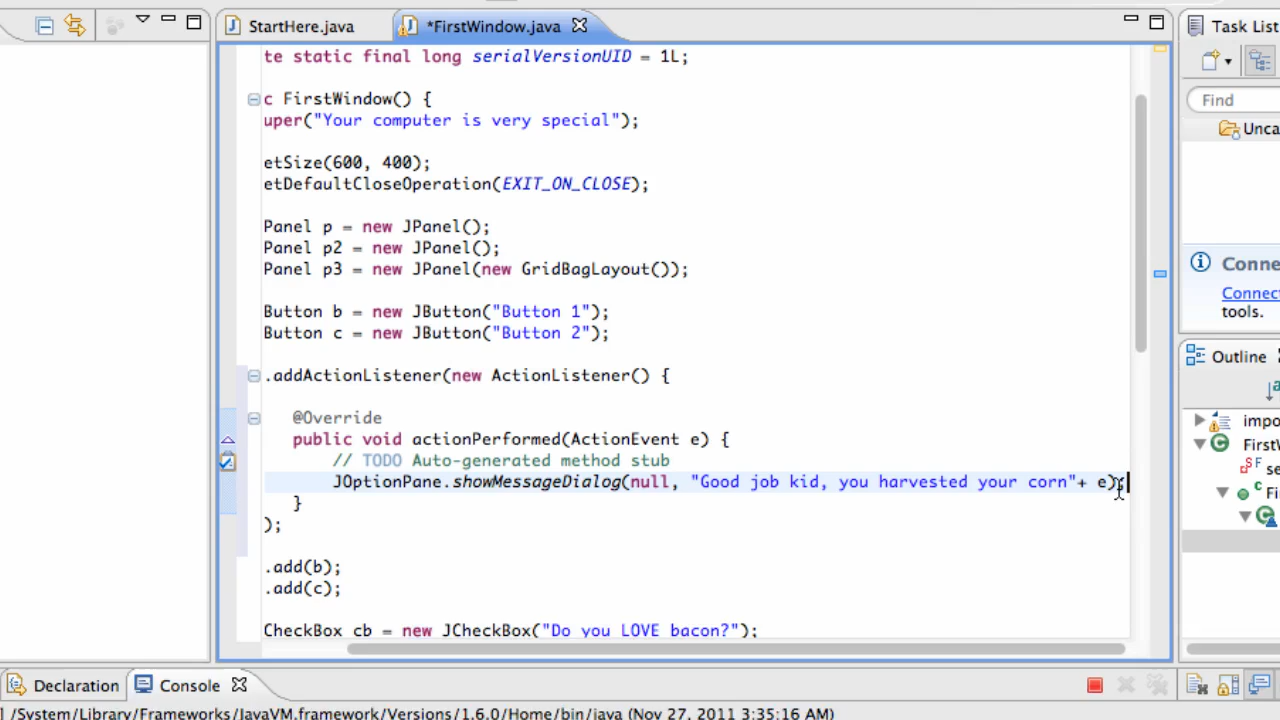 StartHere.java
*FirstWindow.java
Task List
te static final long serialVersionUID = 1L;
c FirstWindow() {
uper("Your computer is very special");
etSize(600, 400);
etDefaultCloseOperation(EXIT_ON_CLOSE);
Panel p = new JPanel();
Panel p2 = new JPanel();
Panel p3 = new JPanel(new GridBagLayout());
Button b = new JButton("Button 1");
Button c = new JButton("Button 2");
.addActionListener(new ActionListener() {
@Override
public void actionPerformed(ActionEvent e) {
// TODO Auto-generated method stub
JOptionPane.showMessageDialog(null, "Good job kid, you harvested your corn"+ e);
}
);
.add(b);
.add(c);
CheckBox cb = new JCheckBox("Do you LOVE bacon?");
Find
Unca
Conne
Connec
tools.
Outline
impo
FirstW
se
Fi
Declaration
Console
] /System/Library/Frameworks/JavaVM.framework/Versions/1.6.0/Home/bin/java (Nov 27, 2011 3:35:16 AM)